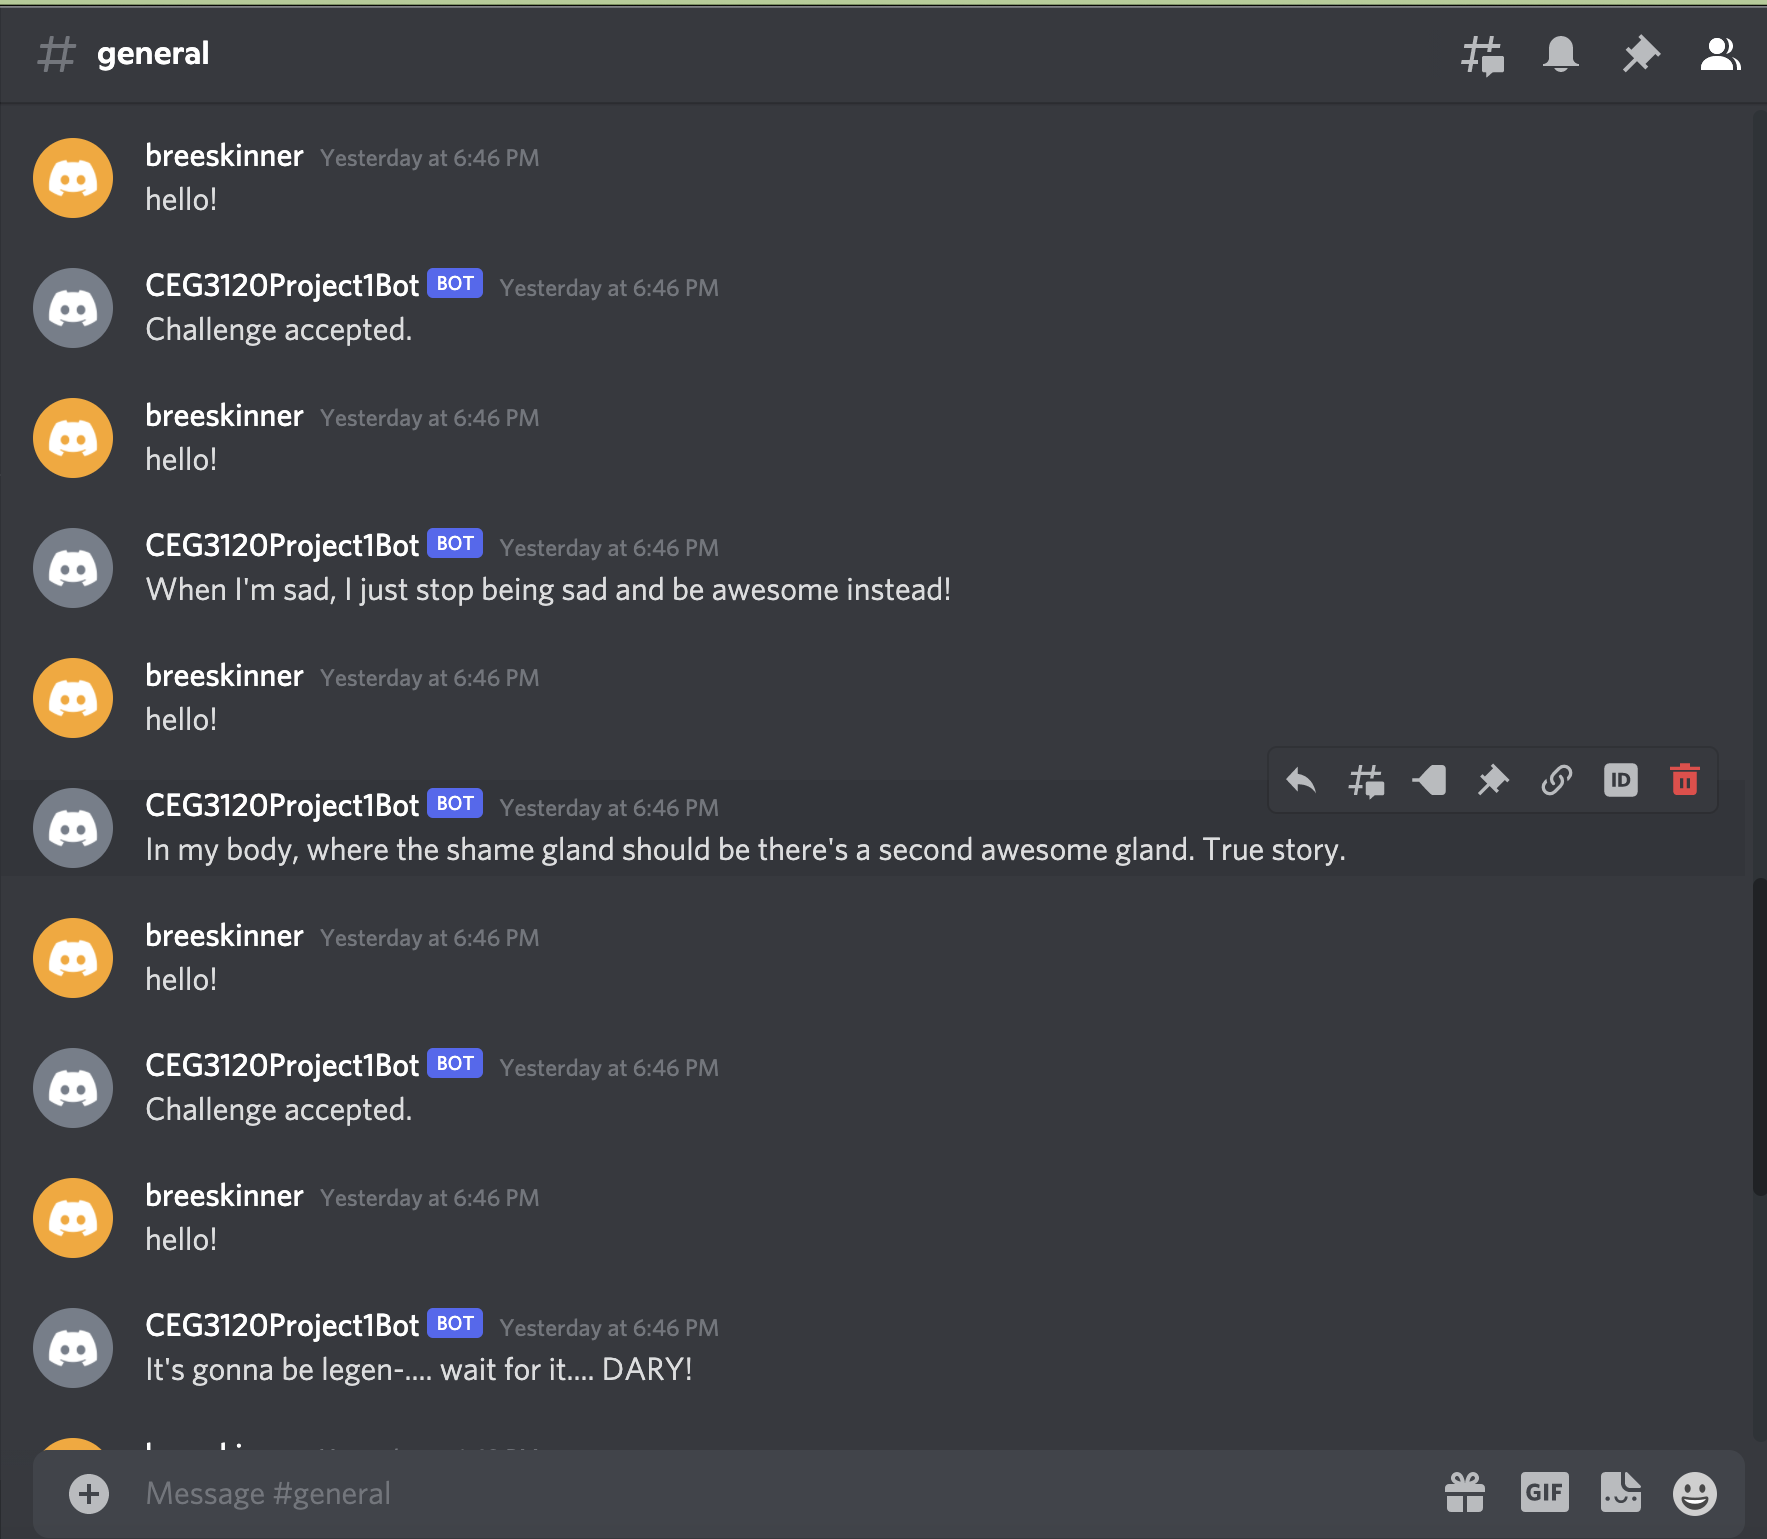 general
breeskinner Yesterday at 6:46 PM
hello!
CEG3120Project1Bot BOT Yesterday at 6:46 PM
Challenge accepted.
breeskinner Yesterday at 6:46 PM
hello!
CEG3120Project1Bot BOT Yesterday at 6:46 PM
When I'm sad, I just stop being sad and be awesome instead!
breeskinner Yesterday at 6:46 PM
hello!
ID
CEG3120Project1Bot BOT Yesterday at 6:46 PM
In my body, where the shame gland should be there's a second awesome gland. True story.
breeskinner Yesterday at 6:46 PM
hello!
CEG3120Project1Bot BOT Yesterday at 6:46 PM
Challenge accepted.
breeskinner Yesterday at 6:46 PM
hello!
CEG3120Project1Bot BOT Yesterday at 6:46 PM
It's gonna be legen-.... wait for it.... DARY!
Message #general
GIF